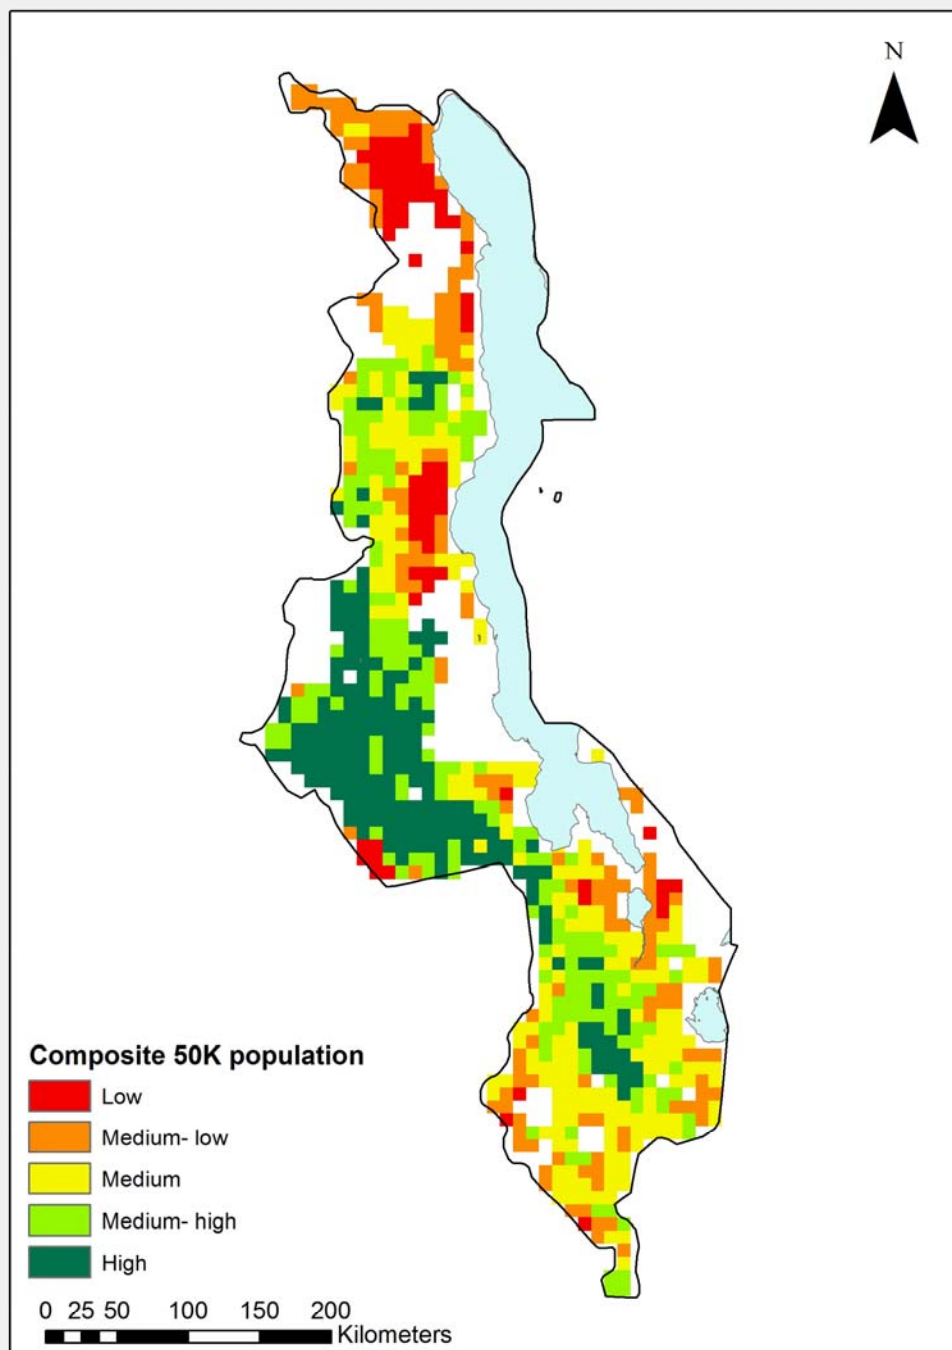 N
Composite 50K population
Low
Medium- low
Medium
Medium- high
High
0 25 50 100 150 200
Kilometers